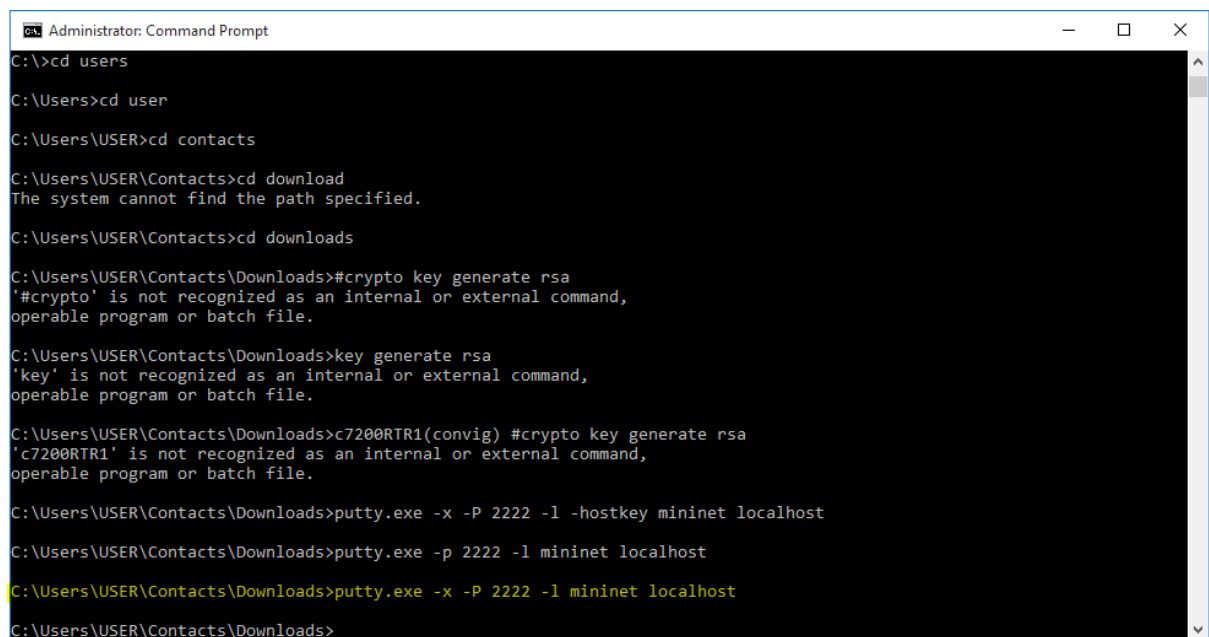 Administrator: Command Prompt
C:\>cd users
C:\Users>cd user
C:\Users\USER>cd contacts
C:\Users\USER\Contacts>cd download
The system cannot find the path specified.
C:\Users\USER\Contacts>cd downloads
C:\Users\USER\Contacts\Downloads>#crypto key generate rsa
'#crypto' is not recognized as an internal or external command,
operable program or batch file.
C:\Users\USER\Contacts\Downloads>key generate rsa
'key' is not recognized as an internal or external command,
operable program or batch file.
C:\Users\USER\Contacts\Downloads>c7200RTR1(convig) #crypto key generate rsa
'c7200RTR1' is not recognized as an internal or external command,
operable program or batch file.
C:\Users\USER\Contacts\Downloads>putty.exe -x -P 2222 -l -hostkey mininet localhost
C:\Users\USER\Contacts\Downloads>putty.exe -p 2222 -l mininet localhost
C:\Users\USER\Contacts\Downloads>putty.exe -x -P 2222 -l mininet localhost
C:\Users\USER\Contacts\Downloads>